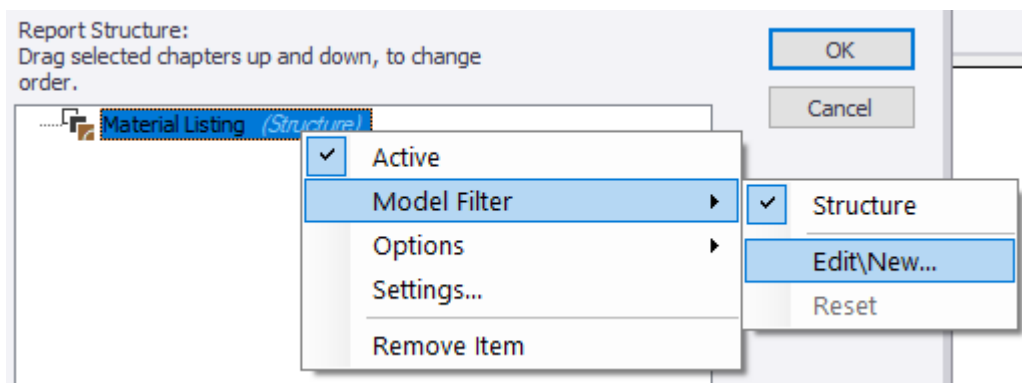 Report Structure:
Drag selected chapters up and down, to change
order.
OK
Cancel
Material Listing (Structure)
Active
Model Filter
Options
Settings...
Remove Item
Structure
Edit\New...
Reset